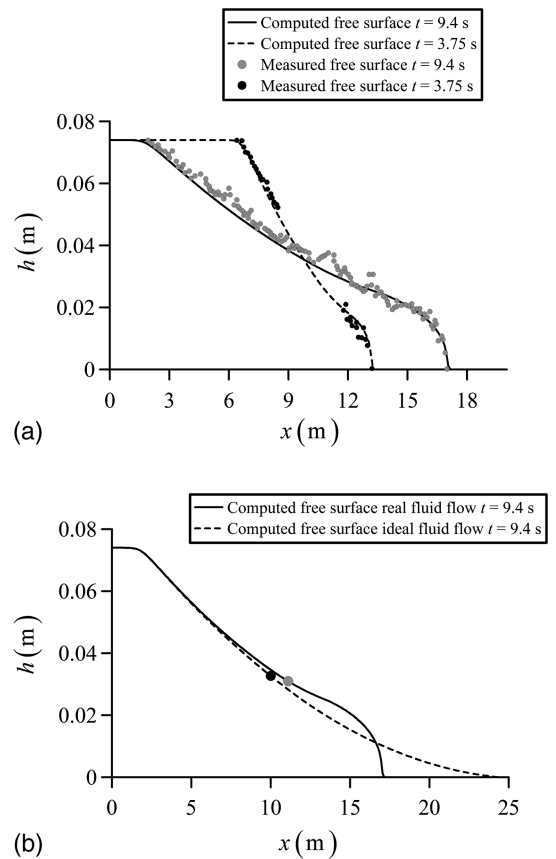 Computed free surface t = 9.4 s
Computed free surface t = 3.75 s
Measured free surface t = 9.4 s
Measured free surface t = 3.75 s
0.08
0.06
0.04
0.02
0
h (m)
0 3 6 9 12 15 18
x (m)
(a)
Computed free surface real fluid flow t = 9.4 s
Computed free surface ideal fluid flow t = 9.4 s
0.08
0.06
0.04
0.02
0
h (m)
0 5 10 15 20 25
x (m)
(b)